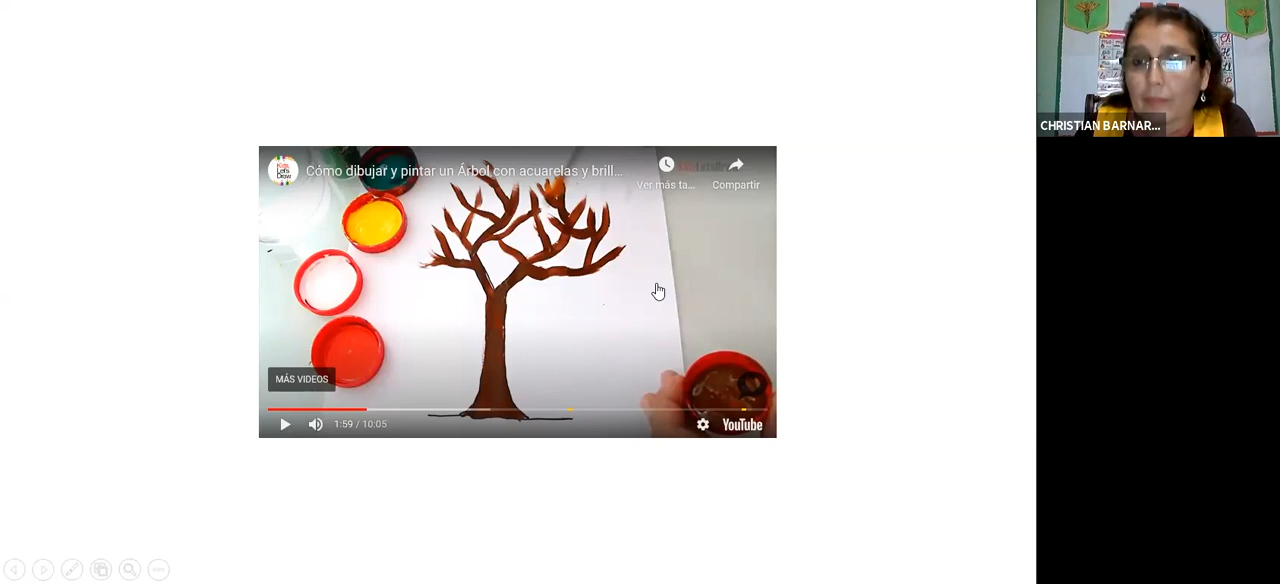 Cómo dibujar y pintar un Árbol con acuarelas y brill...
Ver más ta...
Compartir
MÁS VIDEOS
1:59 / 10:05
YouTube
CHRISTIAN BARNAR...